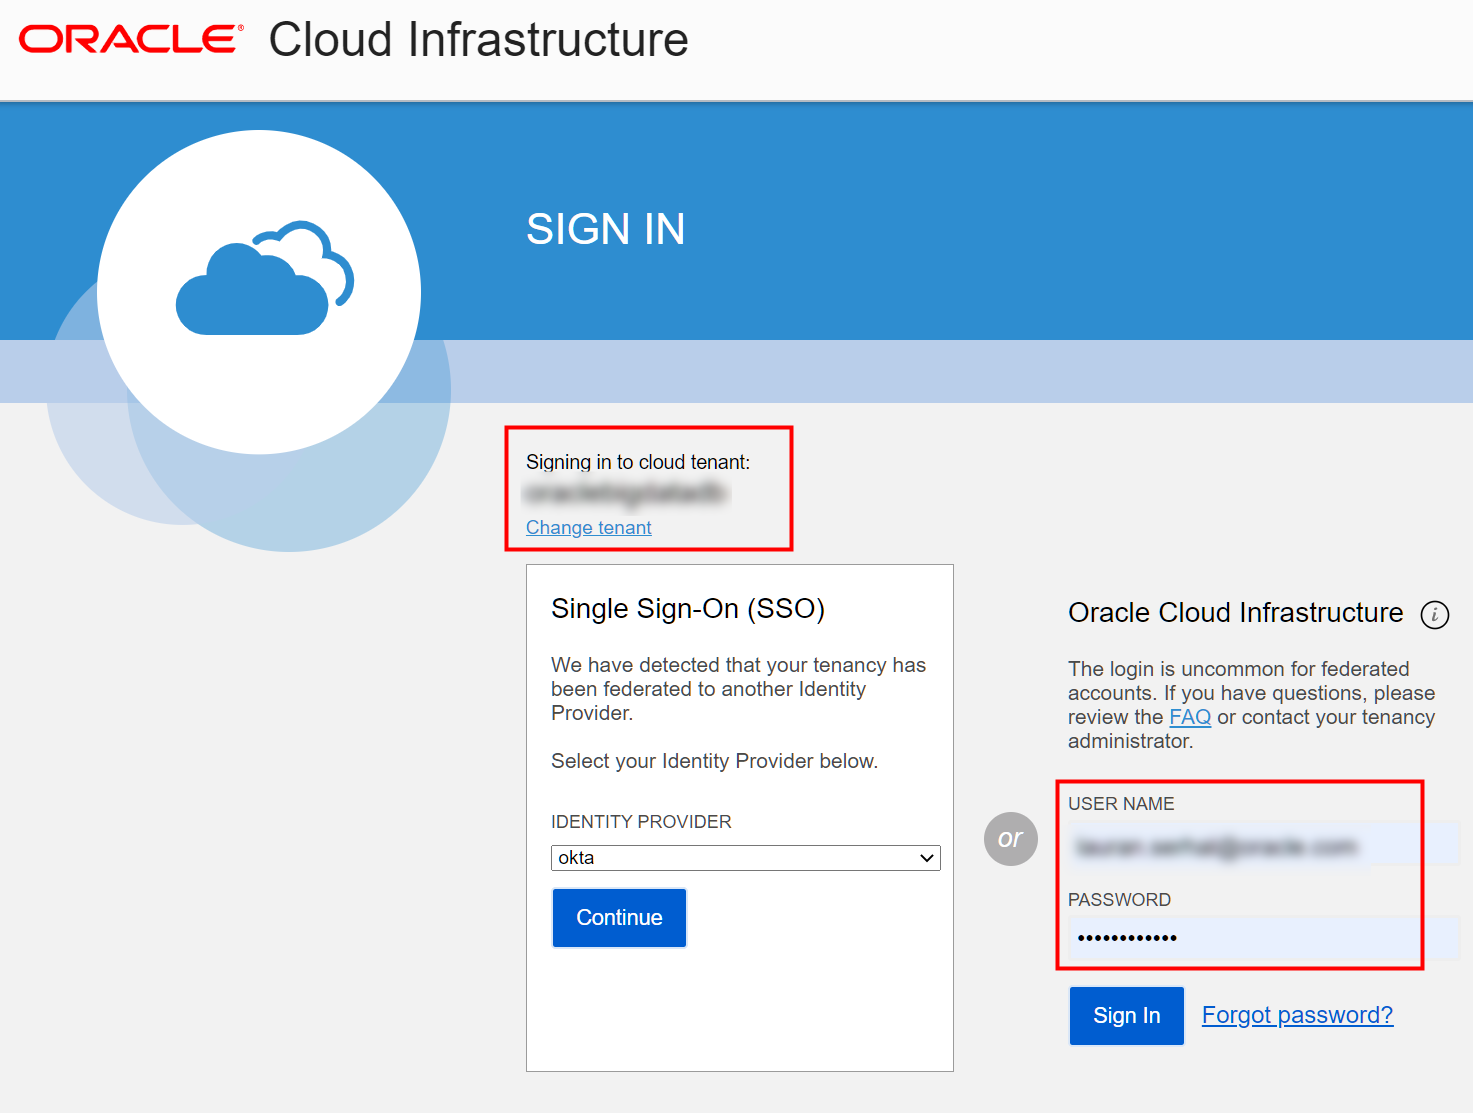 ORACLE® Cloud Infrastructure
SIGN IN
Signing in to cloud tenant:
Change tenant
Single Sign-On (SSO)
We have detected that your tenancy has
been federated to another Identity
Provider.
Select your Identity Provider below.
IDENTITY PROVIDER
okta
Continue
or
Oracle Cloud Infrastructure i
The login is uncommon for federated
accounts. If you have questions, please
review the FAQ or contact your tenancy
administrator.
USER NAME
PASSWORD
••••••••••••
Sign In Forgot password?